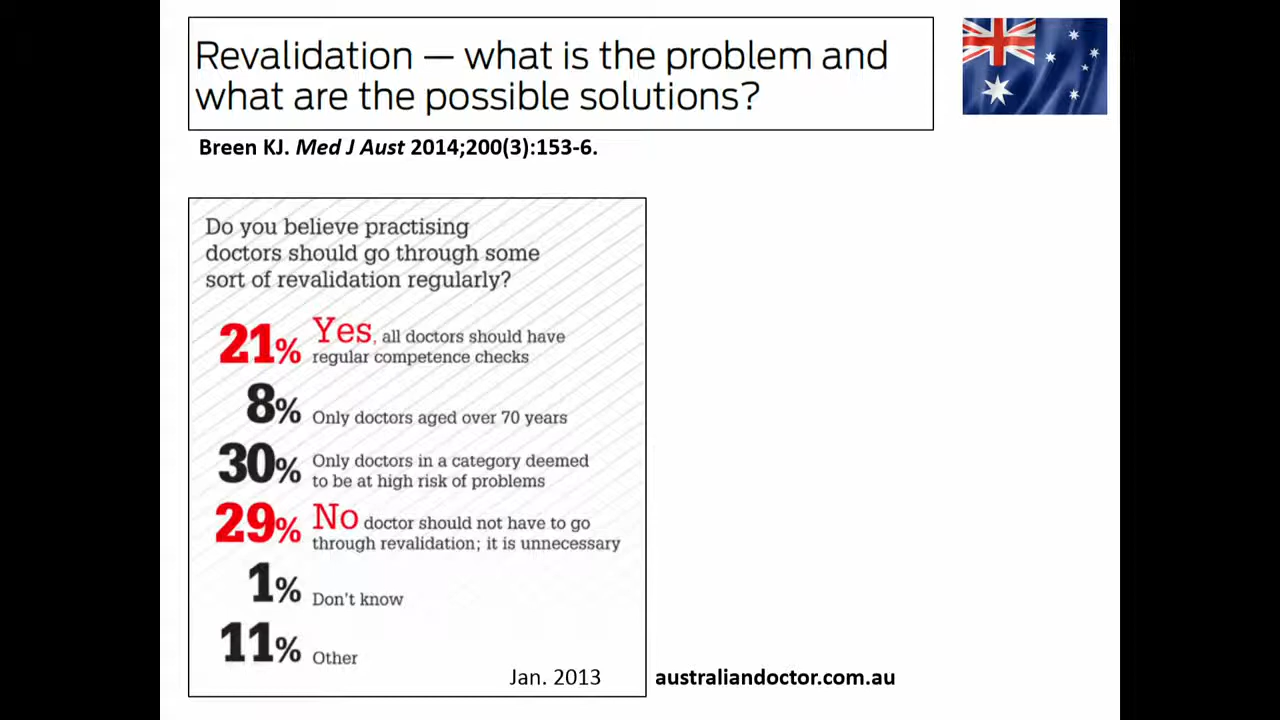 Revalidation — what is the problem and
what are the possible solutions?
Breen KJ. Med J Aust 2014;200(3):153-6.
Do you believe practising
doctors should go through some
sort of revalidation regularly?
21% Yes, all doctors should have
regular competence checks
8% Only doctors aged over 70 years
30% Only doctors in a category deemed
to be at high risk of problems
29% No doctor should not have to go
through revalidation; it is unnecessary
1% Don't know
11% Other
Jan. 2013
australiandoctor.com.au